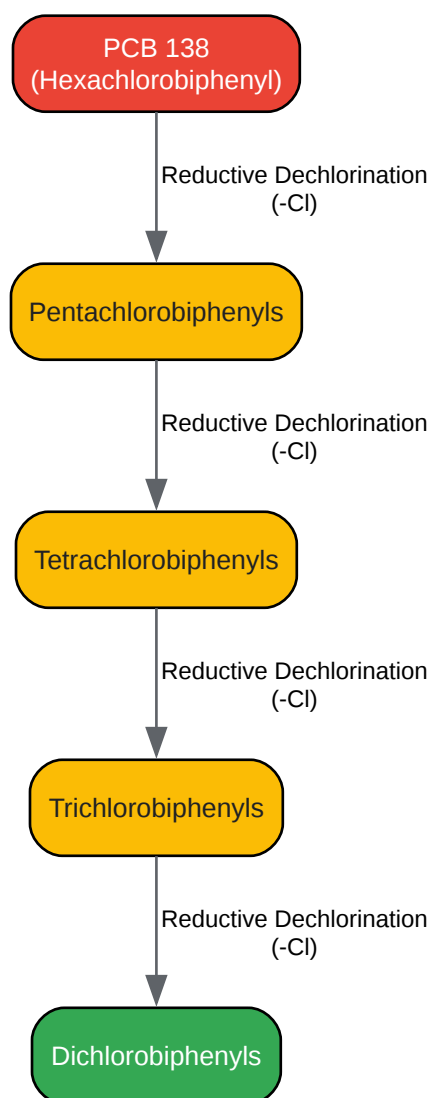 PCB 138
(Hexachlorobiphenyl)
Reductive Dechlorination
(-Cl)
Pentachlorobiphenyls
Reductive Dechlorination
(-Cl)
Tetrachlorobiphenyls
Reductive Dechlorination
(-Cl)
Trichlorobiphenyls
Reductive Dechlorination
(-Cl)
Dichlorobiphenyls